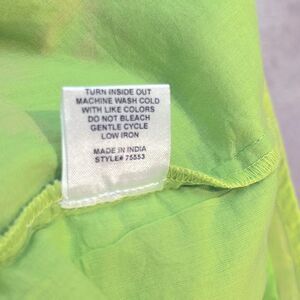 TURN INSIDE OUT
MACHINE WASH COLD
WITH LIKE COLORS
DO NOT BLEACH
GENTLE CYCLE
LOW IRON
MADE IN INDIA
STYLE# 75553